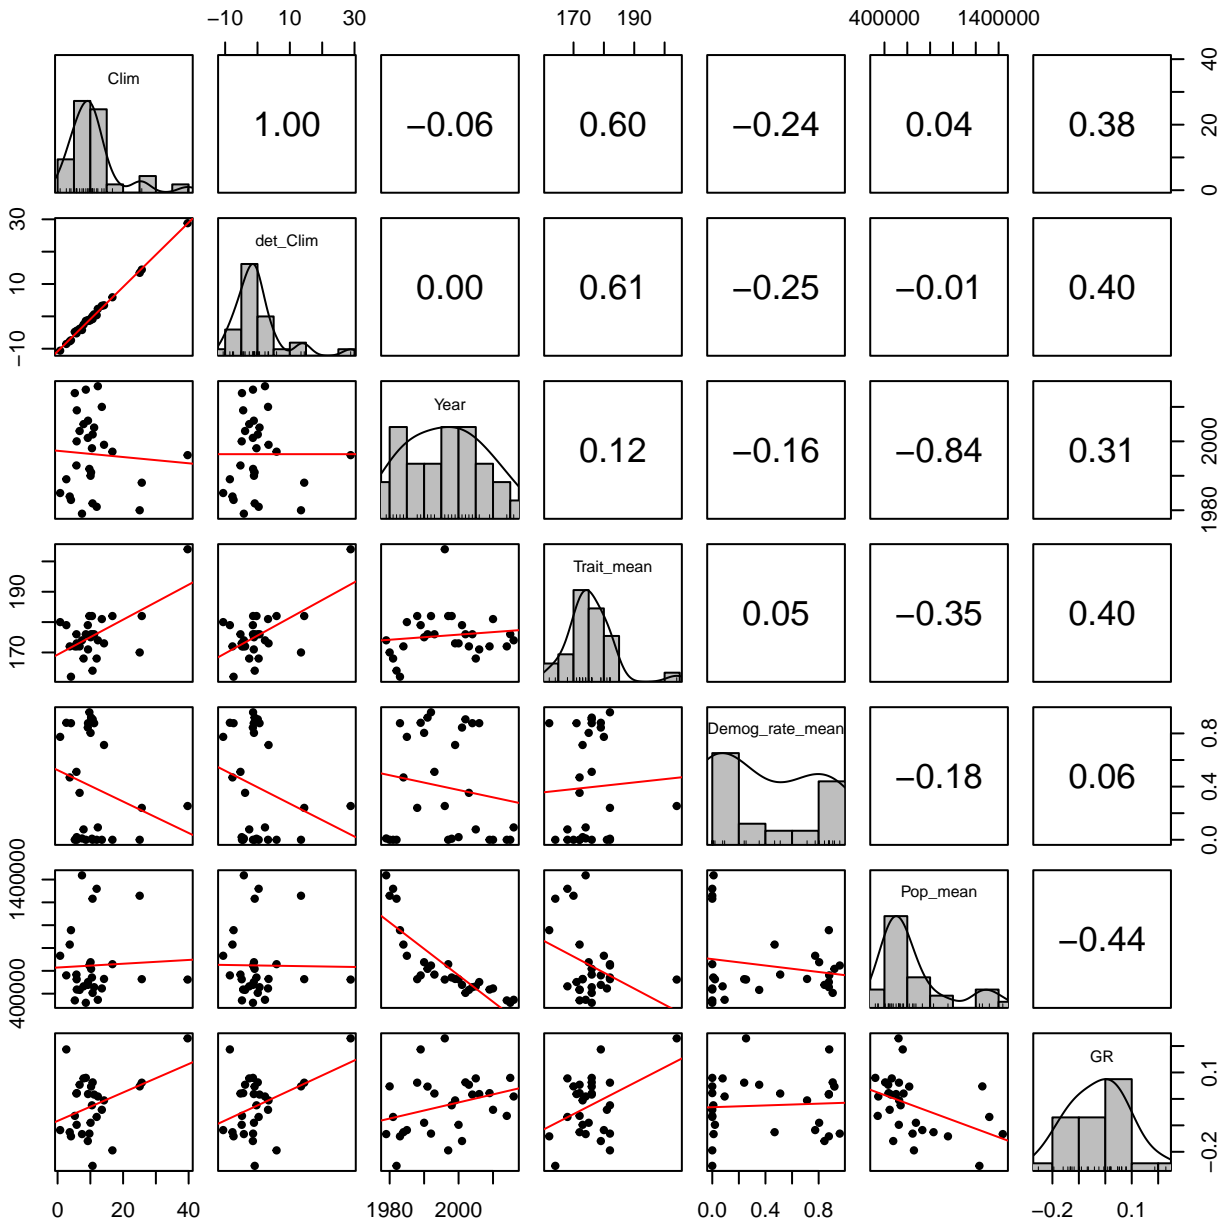 −10 10 30 170 190 400000 1400000
Clim
1.00 −0.06 0.60 −0.24 0.04 0.38
0 20 40
−10 10 30
det_Clim
0.00 0.61 −0.25 −0.01 0.40
Year
0.12 −0.16 −0.84 0.31
1980 2000
170 190
Trait_mean
0.05 −0.35 0.40
Demog_rate_mean
−0.18 0.06
0.0 0.4 0.8
400000 1400000
Pop_mean
−0.44
GR
−0.2 0.1
0 20 40 1980 2000 0.0 0.4 0.8 −0.2 0.1